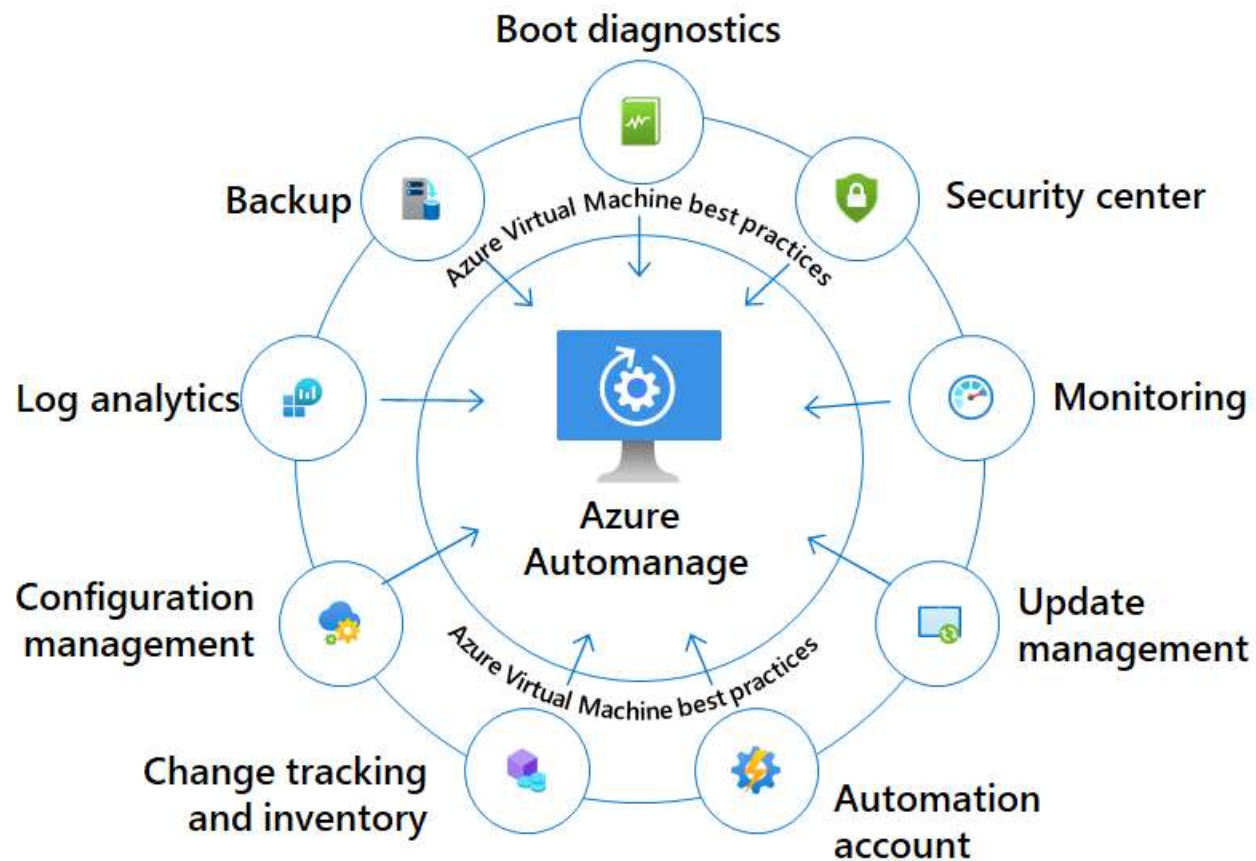 Boot diagnostics
Backup
Security center
Azure Virtual Machine best practices
Log analytics
Monitoring
Azure
Automanage
Configuration
management
Update
management
Azure Virtual Machine best practices
Change tracking
and inventory
Automation
account